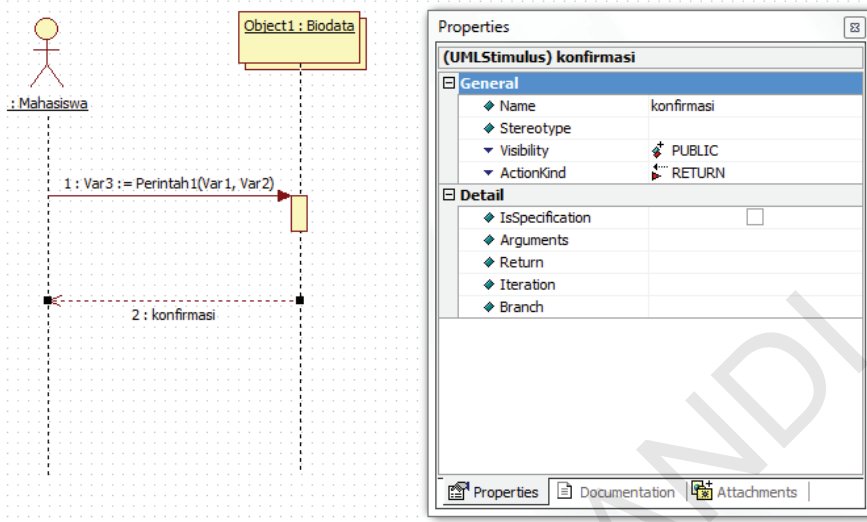 Object1 : Biodata
: Mahasiswa
1 : Var3 := Perintah1(Var1, Var2)
2 : konfirmasi
Properties
(UMLStimulus) konfirmasi
General
Name konfirmasi
Stereotype
Visibility PUBLIC
ActionKind RETURN
Detail
IsSpecification
Arguments
Return
Iteration
Branch
Properties Documentation Attachments
ANDI